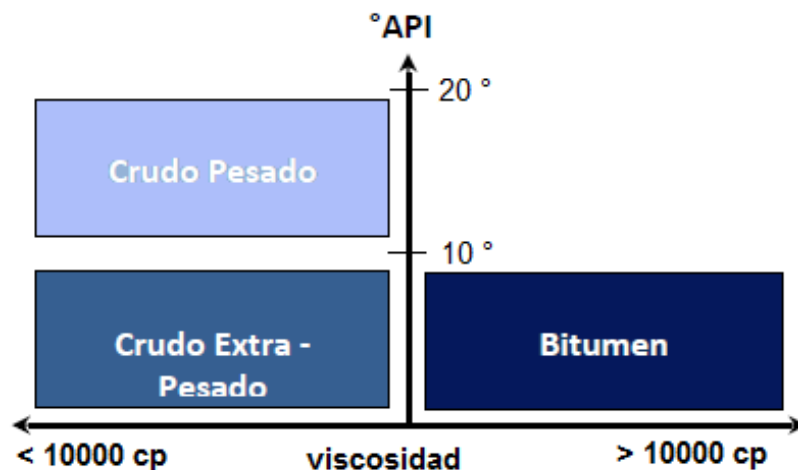 °API
20 °
Crudo Pesado
10 °
Crudo Extra -
Pesado
Bitumen
< 10000 cp
viscosidad
> 10000 cp